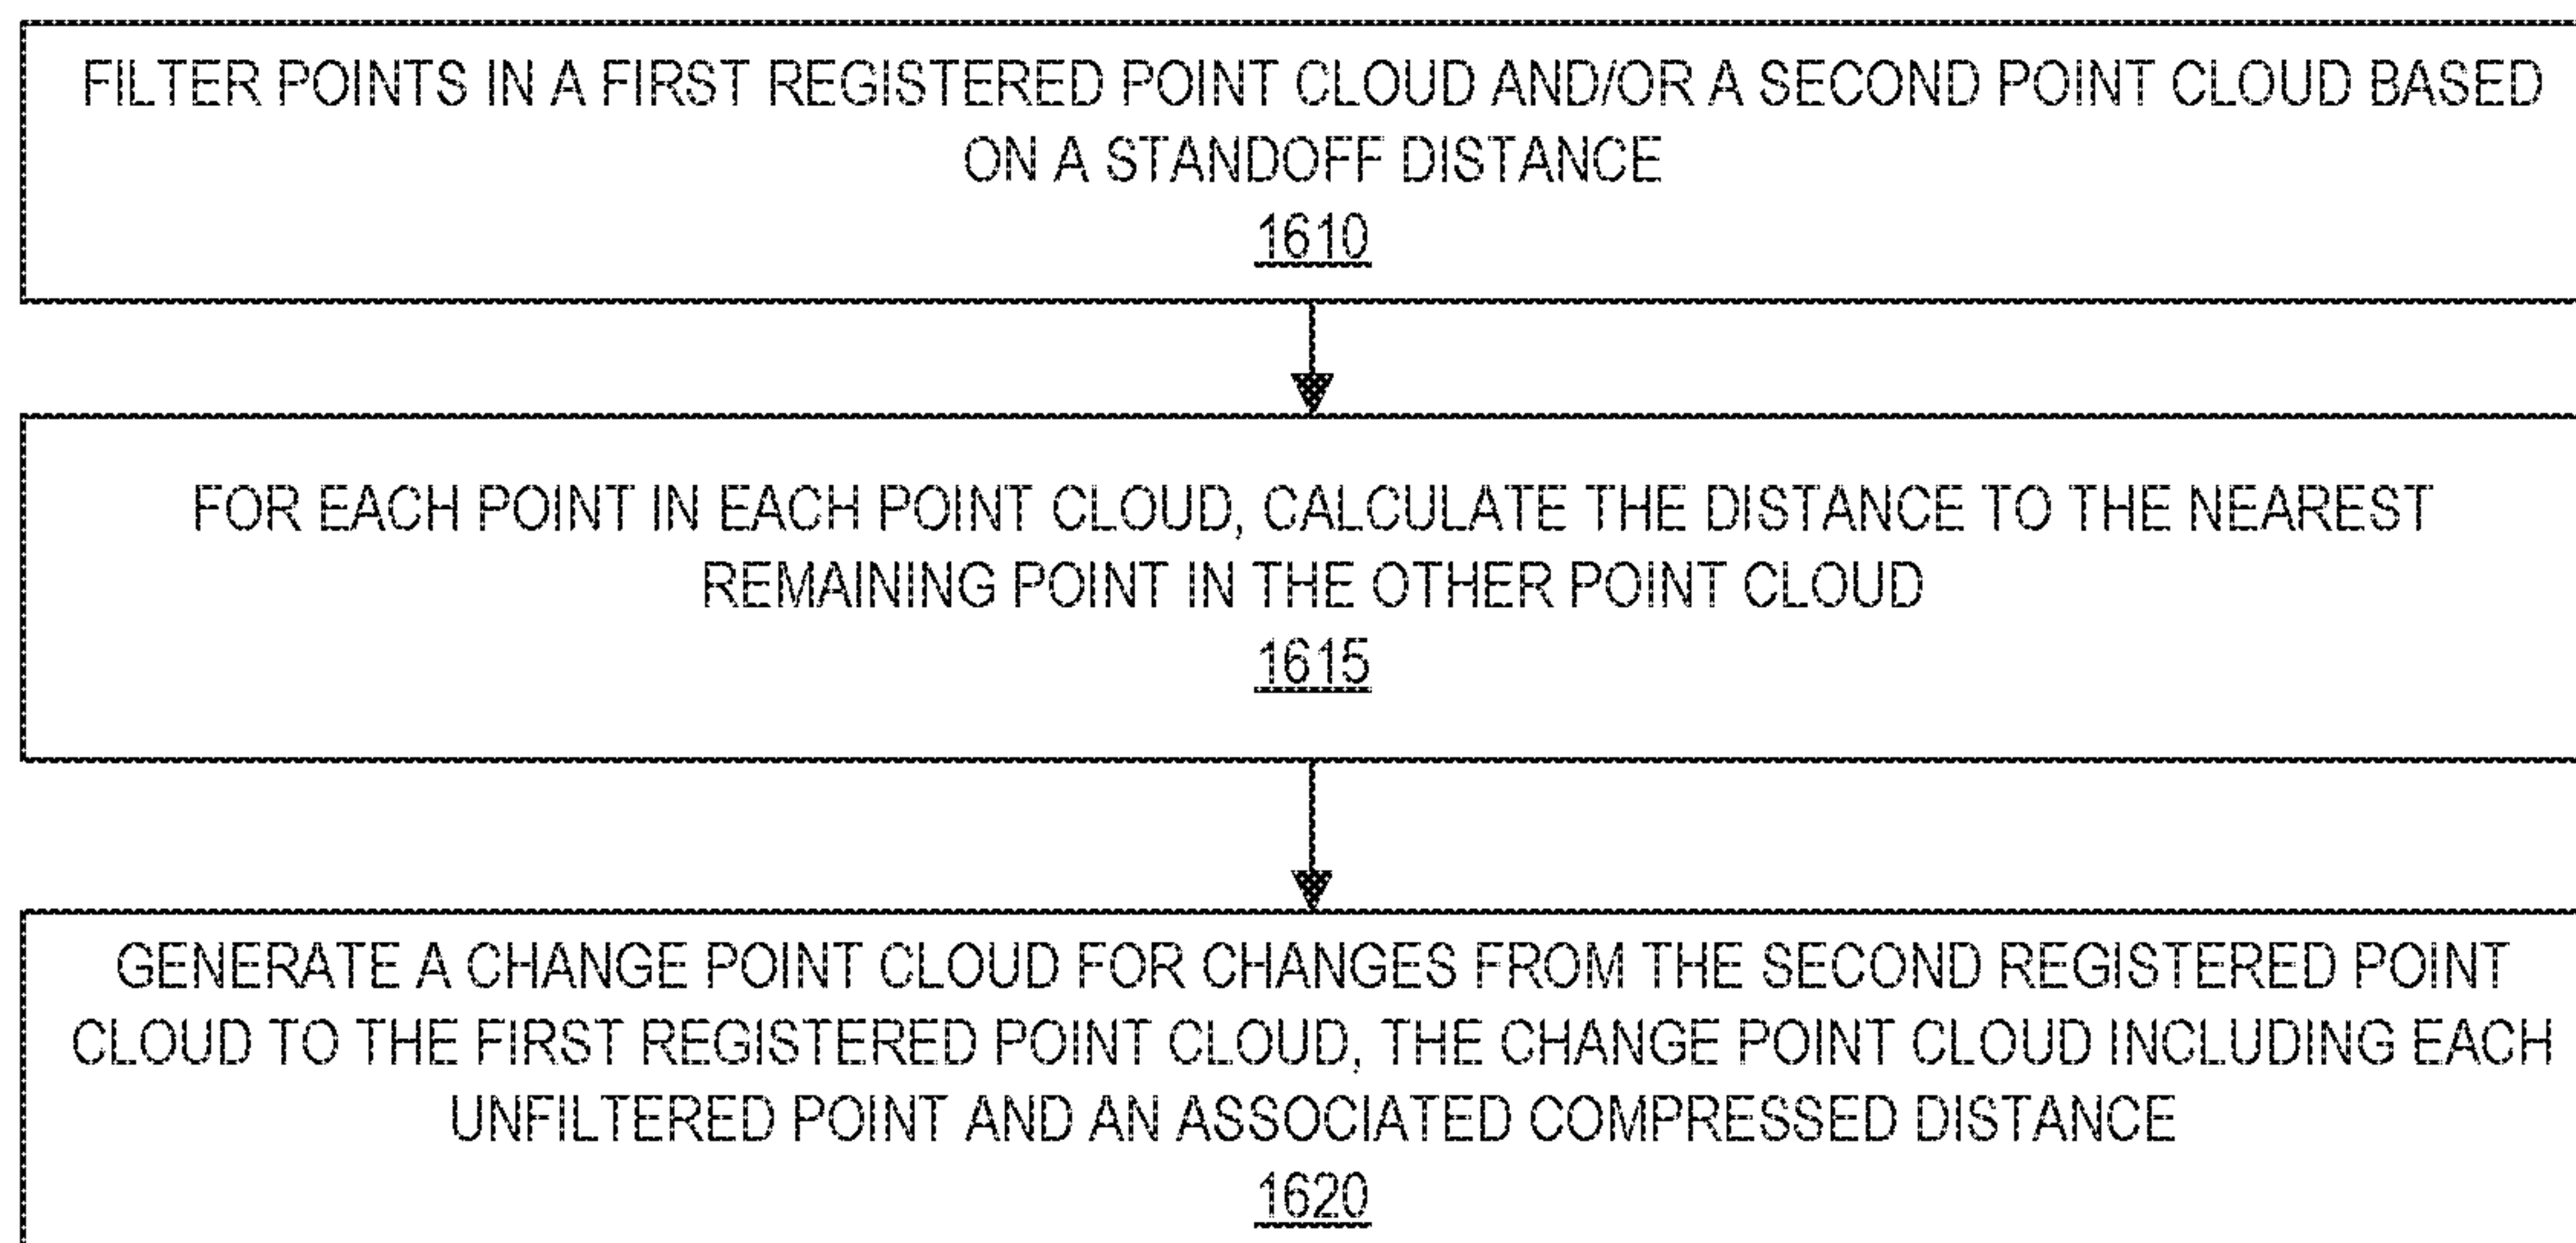 FILTER POINTS IN A FIRST REGISTERED POINT CLOUD AND/OR A SECOND POINT CLOUD BASED
ON A STANDOFF DISTANCE
1610
FOR EACH POINT IN EACH POINT CLOUD, CALCULATE THE DISTANCE TO THE NEAREST
REMAINING POINT IN THE OTHER POINT CLOUD
1615
GENERATE A CHANGE POINT CLOUD FOR CHANGES FROM THE SECOND REGISTERED POINT
CLOUD TO THE FIRST REGISTERED POINT CLOUD, THE CHANGE POINT CLOUD INCLUDING EACH
UNFILTERED POINT AND AN ASSOCIATED COMPRESSED DISTANCE
1620